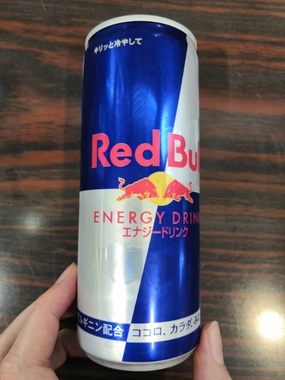 キリッと冷やして
Red Bu
ENERGY DRIN
エナジードリンク
ルギニン配合 ココロ、カラダ、み